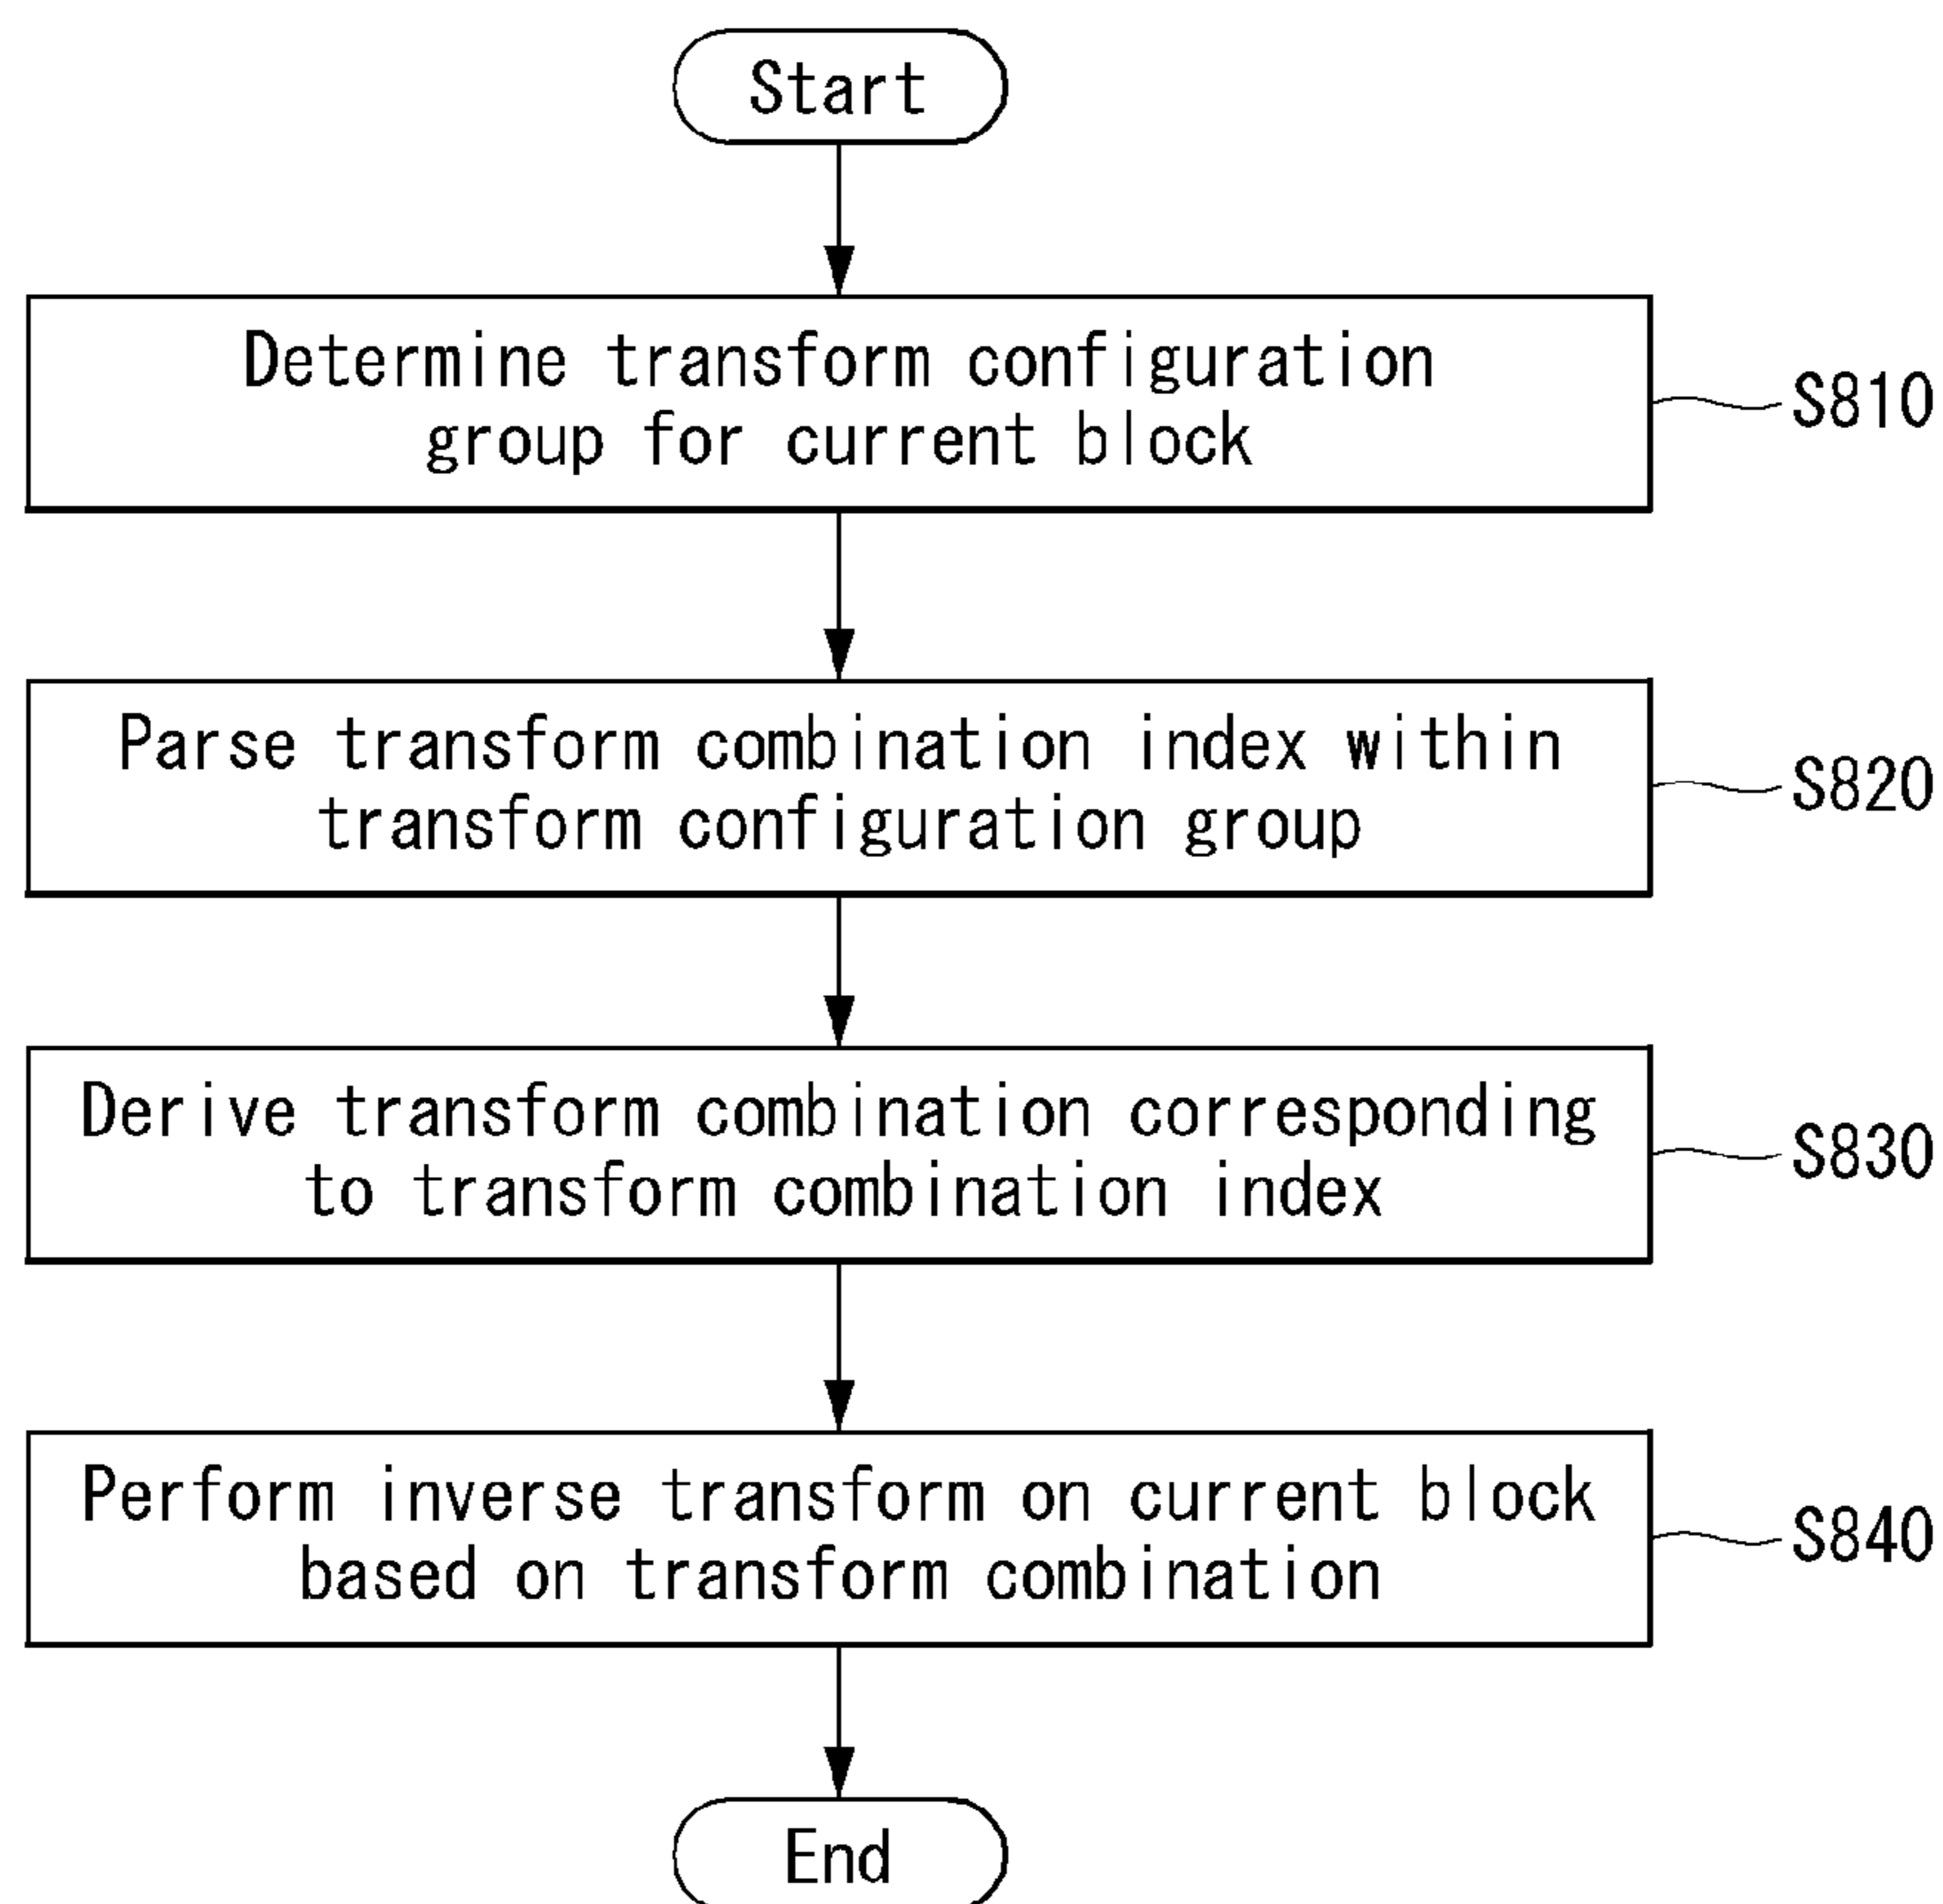 Start
Determine transform configuration
group for current block
S810
Parse transform combination index within
transform configuration group
S820
Derive transform combination corresponding
to transform combination index
S830
Perform inverse transform on current block
based on transform combination
S840
End